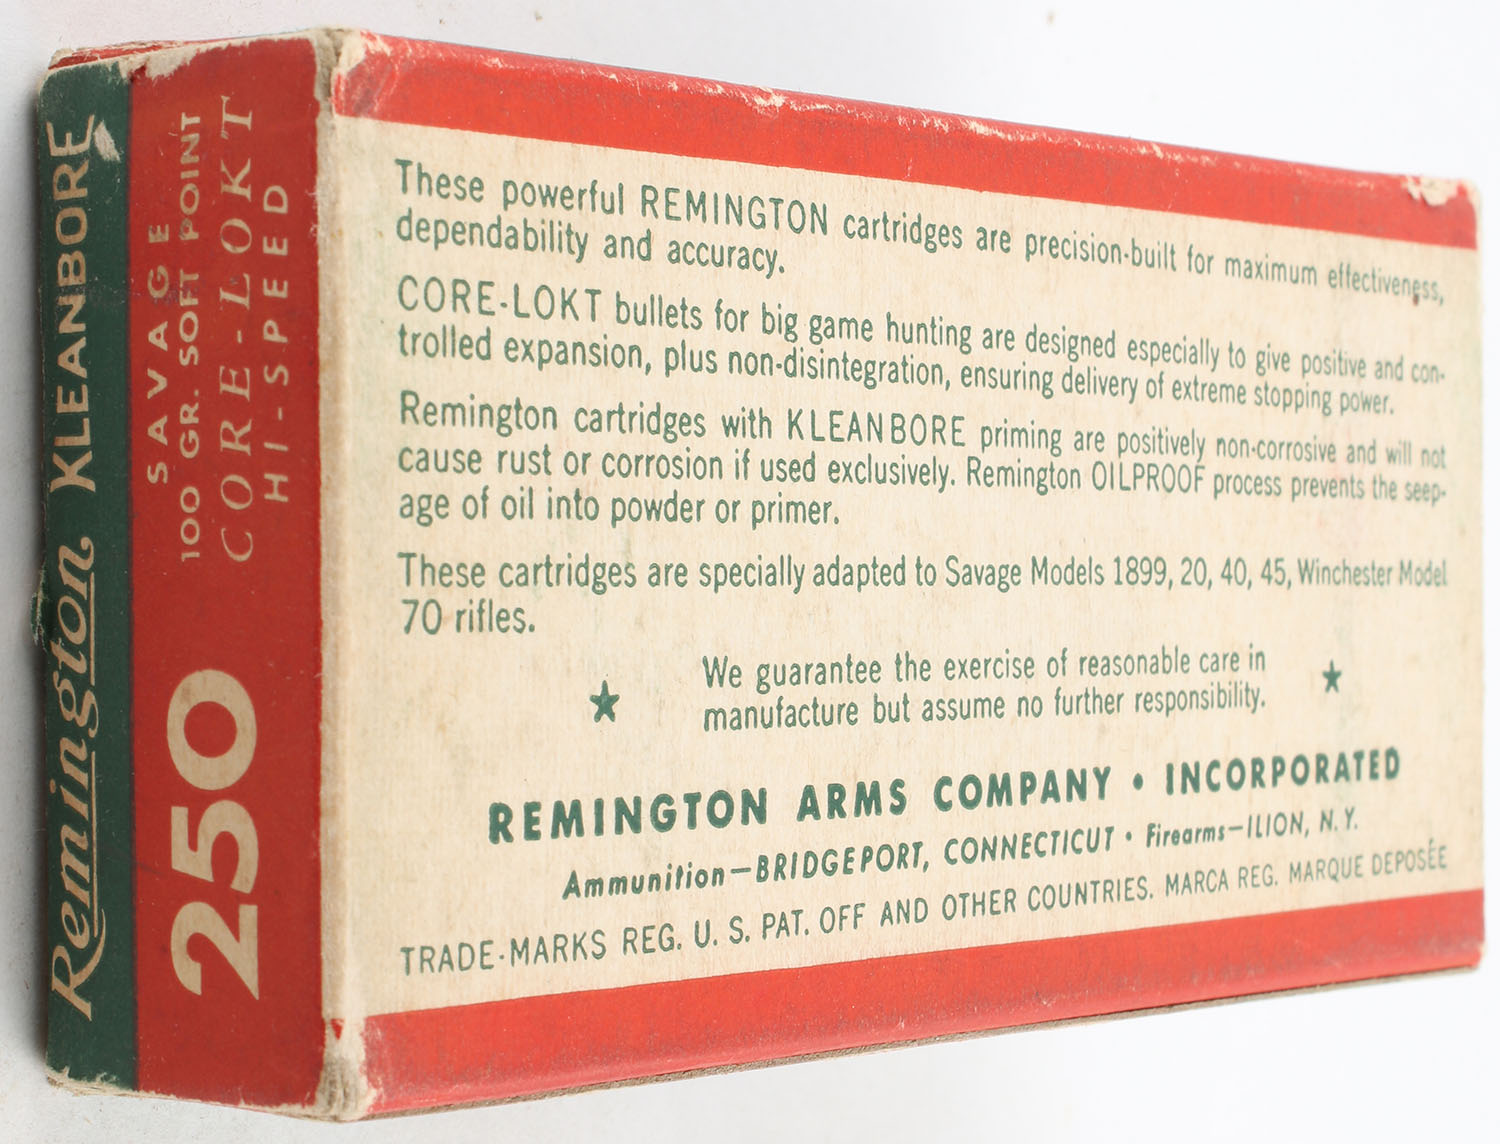 Remington KLEANBORE
250
SAVAGE
100 GR. SOFT POINT
CORE-LOKT
HI-SPEED
These powerful REMINGTON cartridges are precision-built for maximum effectiveness,
dependability and accuracy.
CORE-LOKT bullets for big game hunting are designed especially to give positive and con-
trolled expansion, plus non-disintegration, ensuring delivery of extreme stopping power.
Remington cartridges with KLEANBORE priming are positively non-corrosive and will not
cause rust or corrosion if used exclusively. Remington OILPROOF process prevents the seep-
age of oil into powder or primer.
These cartridges are specially adapted to Savage Models 1899, 20, 40, 45, Winchester Model
70 rifles.
We guarantee the exercise of reasonable care in
manufacture but assume no further responsibility.
REMINGTON ARMS COMPANY • INCORPORATED
Ammunition—BRIDGEPORT, CONNECTICUT • Firearms—ILION, N. Y.
TRADE-MARKS REG. U. S. PAT. OFF AND OTHER COUNTRIES. MARCA REG. MARQUE DEPOSÉE